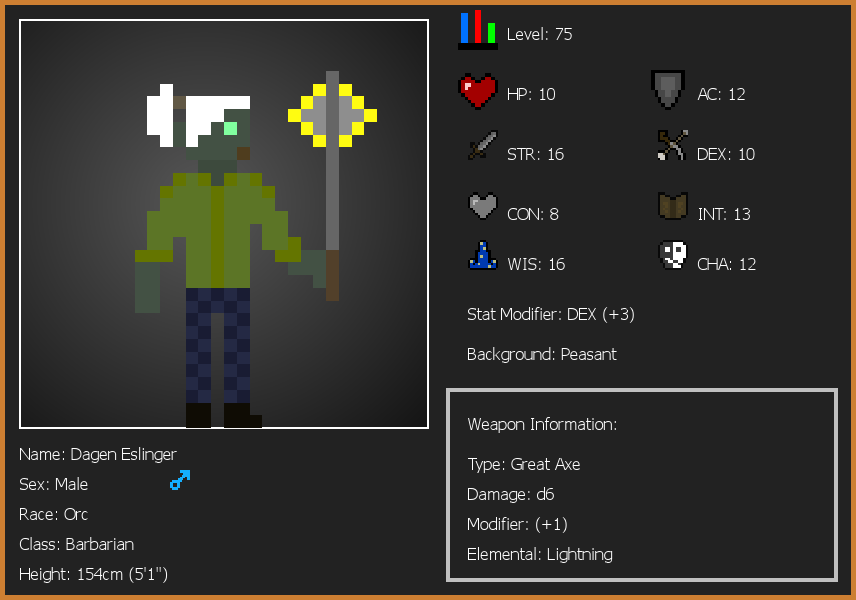 Level: 75
HP: 10
AC: 12
STR: 16
DEX: 10
CON: 8
INT: 13
WIS: 16
CHA: 12
Stat Modifier: DEX (+3)
Background: Peasant
Weapon Information:
Type: Great Axe
Damage: d6
Modifier: (+1)
Elemental: Lightning
Name: Dagen Eslinger
Sex: Male
Race: Orc
Class: Barbarian
Height: 154cm (5'1")